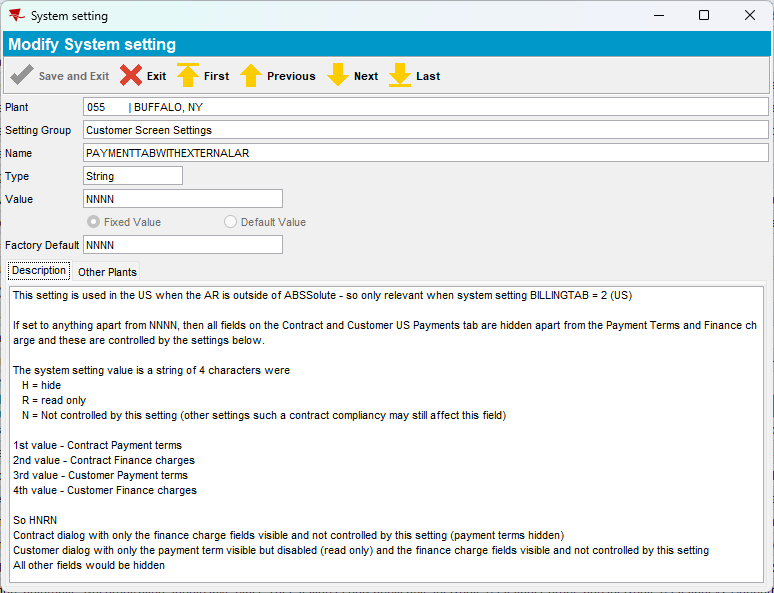 System setting
Modify System setting
Save and Exit Exit First Previous Next Last
Plant 055 | BUFFALO, NY
Setting Group Customer Screen Settings
Name PAYMENTTABWITHEXTERNALAR
Type String
Value NNNN
Fixed Value Default Value
Factory Default NNNN
Description Other Plants
This setting is used in the US when the AR is outside of ABSSolute - so only relevant when system setting BILLINGTAB = 2 (US)
If set to anything apart from NNNN, then all fields on the Contract and Customer US Payments tab are hidden apart from the Payment Terms and Finance ch
arge and these are controlled by the settings below.
The system setting value is a string of 4 characters were
H = hide
R = read only
N = Not controlled by this setting (other settings such a contract compliancy may still affect this field)
1st value - Contract Payment terms
2nd value - Contract Finance charges
3rd value - Customer Payment terms
4th value - Customer Finance charges
So HNRN
Contract dialog with only the finance charge fields visible and not controlled by this setting (payment terms hidden)
Customer dialog with only the payment term visible but disabled (read only) and the finance charge fields visible and not controlled by this setting
All other fields would be hidden